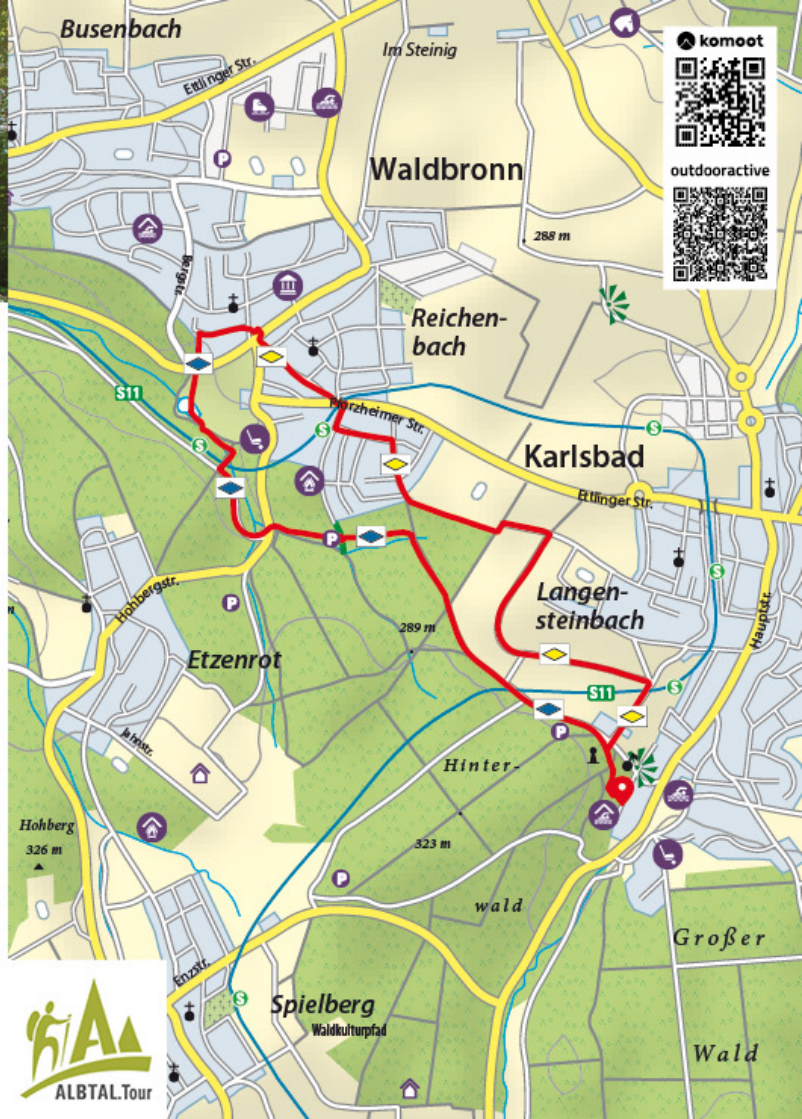 Busenbach
Ettlinger Str.
Im Steinig
komoot
outdooractive
P
Waldbronn
288 m
Bergstr.
Reichen-
bach
S11
S
S
Pforzheimer Str.
S
Karlsbad
Ettlinger Str.
P
S
Hohbergstr.
P
Langen-
steinbach
Hauptstr.
289 m
Etzenrot
S11
S
P
Jahnstr.
Hinter-
Hohberg
326 m
323 m
P
wald
Großer
Enzstr.
S
Spielberg
Waldkulturpfad
Wald
ALBTAL.Tour